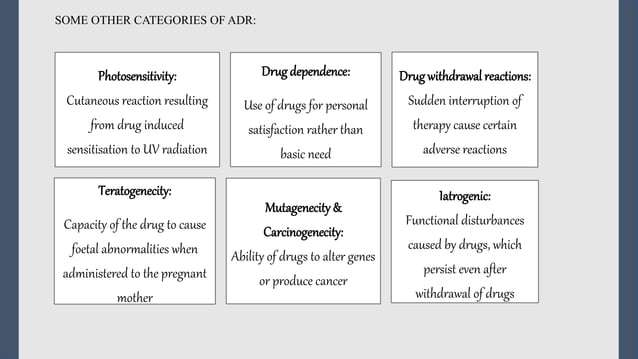 SOME OTHER CATEGORIES OF ADR:
Photosensitivity:
Cutaneous reaction resulting
from drug induced
sensitisation to UV radiation
Drug dependence:
Use of drugs for personal
satisfaction rather than
basic need
Drug withdrawal reactions:
Sudden interruption of
therapy cause certain
adverse reactions
Teratogenecity:
Capacity of the drug to cause
foetal abnormalities when
administered to the pregnant
mother
Mutagenecity &
Carcinogenecity:
Ability of drugs to alter genes
or produce cancer
Iatrogenic:
Functional disturbances
caused by drugs, which
persist even after
withdrawal of drugs